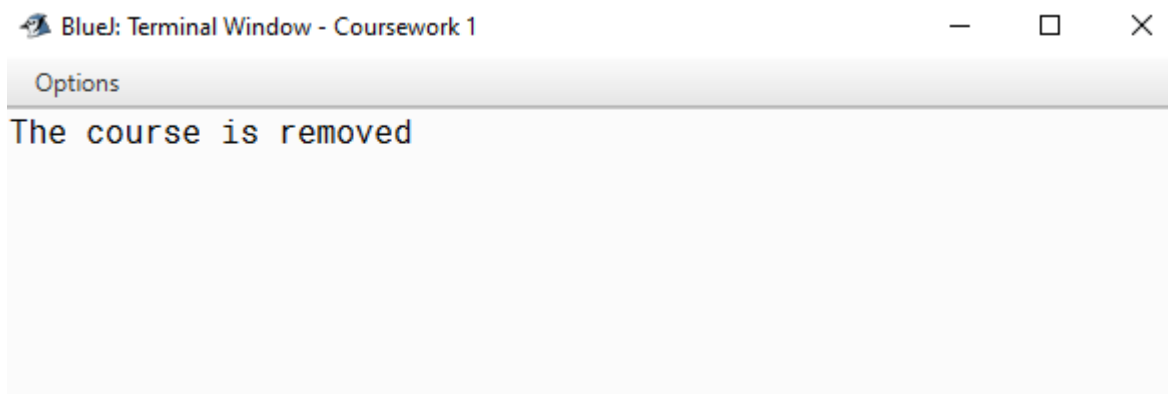 BlueJ: Terminal Window - Coursework 1
Options
The course is removed